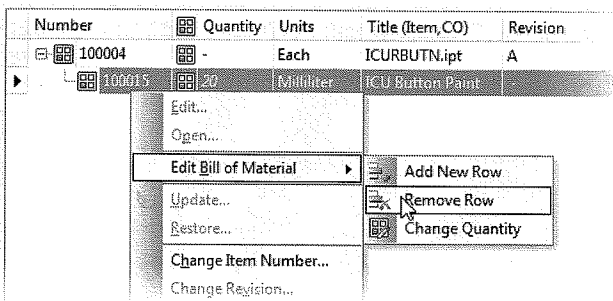 Number Quantity Units Title (Item,CO) Revision
100004 - Each ICURBUTN.ipt A
100015 20 Milliliter ICU Button Paint -
Edit...
Open...
Edit Bill of Material
Add New Row
Update...
Remove Row
Restore...
Change Quantity
Change Item Number...
Change Revision...